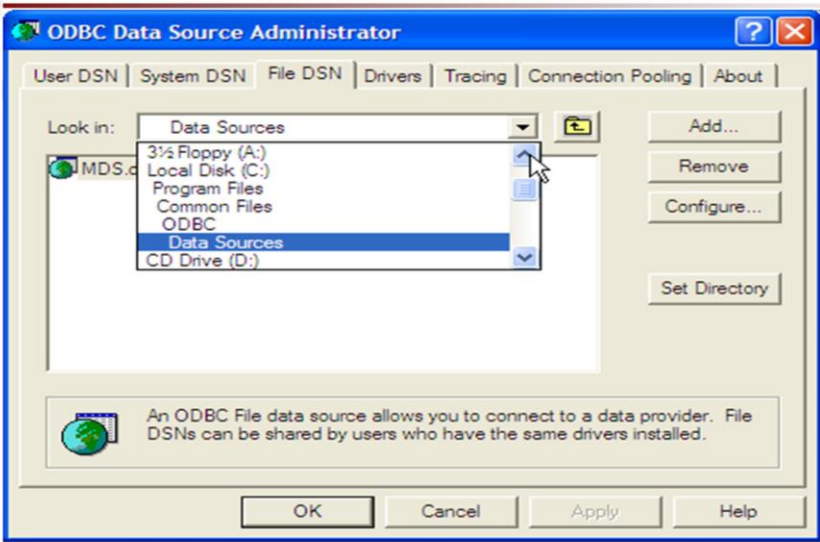 ODBC Data Source Administrator
User DSN System DSN File DSN Drivers Tracing Connection Pooling About
Look in: Data Sources Add...
3½ Floppy (A:)
MDS. Local Disk (C:) Remove
Program Files
Common Files Configure...
ODBC
Data Sources
CD Drive (D:)
Set Directory
An ODBC File data source allows you to connect to a data provider. File
DSNs can be shared by users who have the same drivers installed.
OK Cancel Apply Help